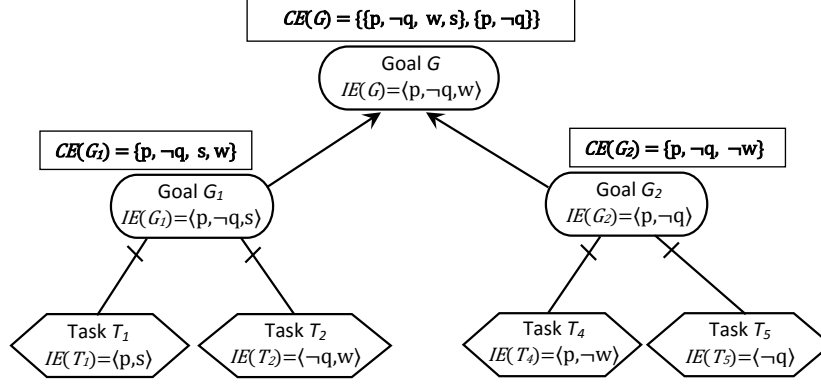 CE(G) = {{p, ¬q, w, s}, {p, ¬q}}
Goal G
IE(G)=⟨p,¬q,w⟩
CE(G1) = {p, ¬q, s, w}
CE(G2) = {p, ¬q, ¬w}
Goal G1
IE(G1)=⟨p,¬q,s⟩
Goal G2
IE(G2)=⟨p,¬q⟩
Task T1
IE(T1)=⟨p,s⟩
Task T2
IE(T2)=⟨¬q,w⟩
Task T4
IE(T4)=⟨p,¬w⟩
Task T5
IE(T5)=⟨¬q⟩